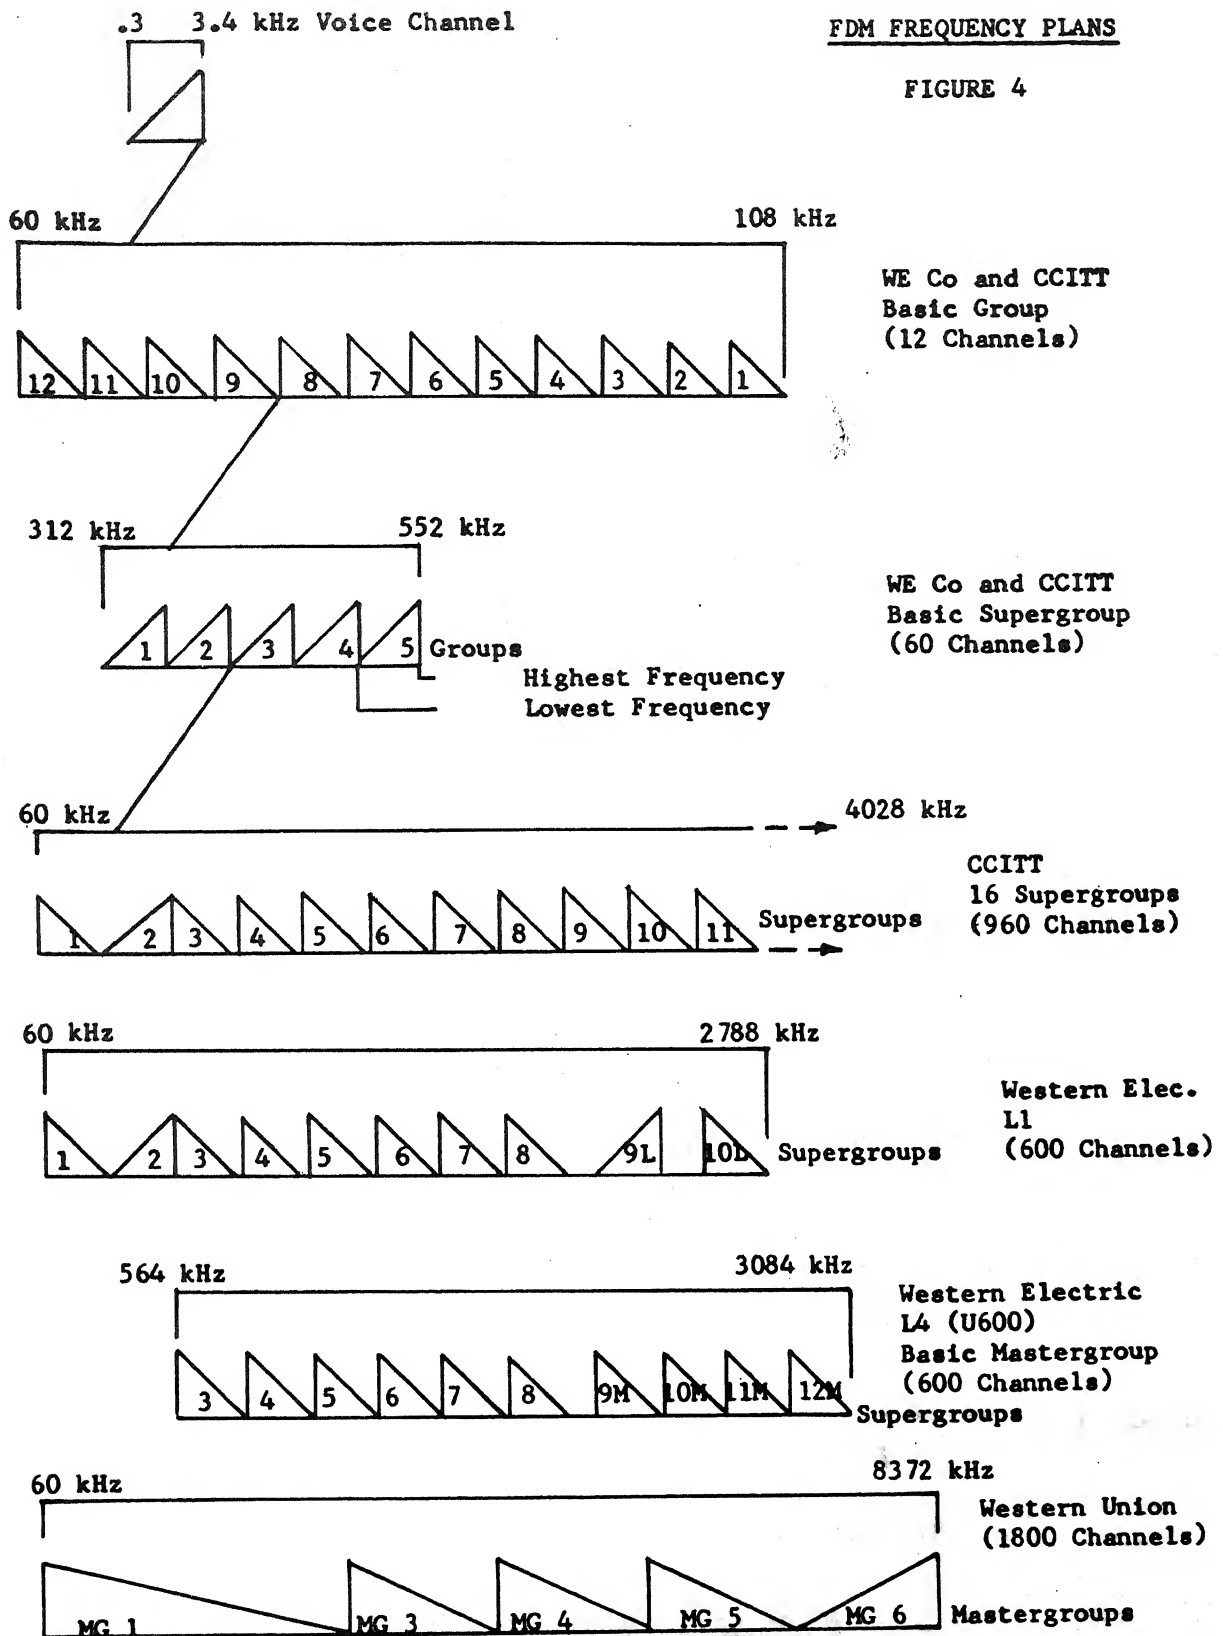 .3 3.4 kHz Voice Channel
FDM FREQUENCY PLANS
FIGURE 4
60 kHz 108 kHz
WE Co and CCITT
Basic Group
(12 Channels)
12 11 10 9 8 7 6 5 4 3 2 1
312 kHz 552 kHz
WE Co and CCITT
Basic Supergroup
(60 Channels)
1 2 3 4 5 Groups
Highest Frequency
Lowest Frequency
60 kHz 4028 kHz
CCITT
16 Supergroups
(960 Channels)
1 2 3 4 5 6 7 8 9 10 11 Supergroups
60 kHz 2788 kHz
Western Elec.
L1
(600 Channels)
1 2 3 4 5 6 7 8 9L 10L Supergroups
564 kHz 3084 kHz
Western Electric
L4 (U600)
Basic Mastergroup
(600 Channels)
3 4 5 6 7 8 9M 10M 11M 12M
Supergroups
60 kHz 8372 kHz
Western Union
(1800 Channels)
MG 1 MG 3 MG 4 MG 5 MG 6 Mastergroups